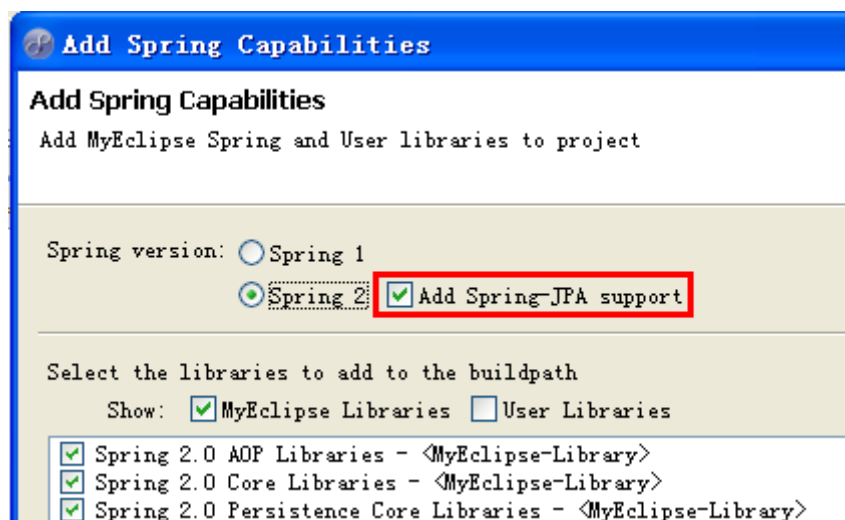 Add Spring Capabilities
Add Spring Capabilities
Add MyEclipse Spring and User libraries to project
Spring version: Spring 1
Spring 2 Add Spring-JPA support
Select the libraries to add to the buildpath
Show: MyEclipse Libraries User Libraries
Spring 2.0 AOP Libraries - <MyEclipse-Library>
Spring 2.0 Core Libraries - <MyEclipse-Library>
Spring 2.0 Persistence Core Libraries - <MyEclipse-Library>